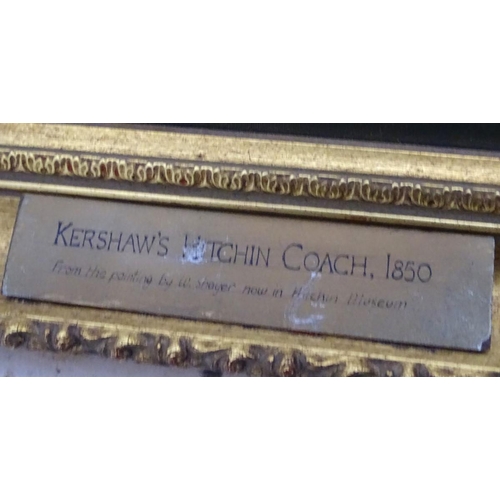 KERSHAW'S HITCHIN COACH, 1850
From the painting by W. Shayer now in Hitchin Museum